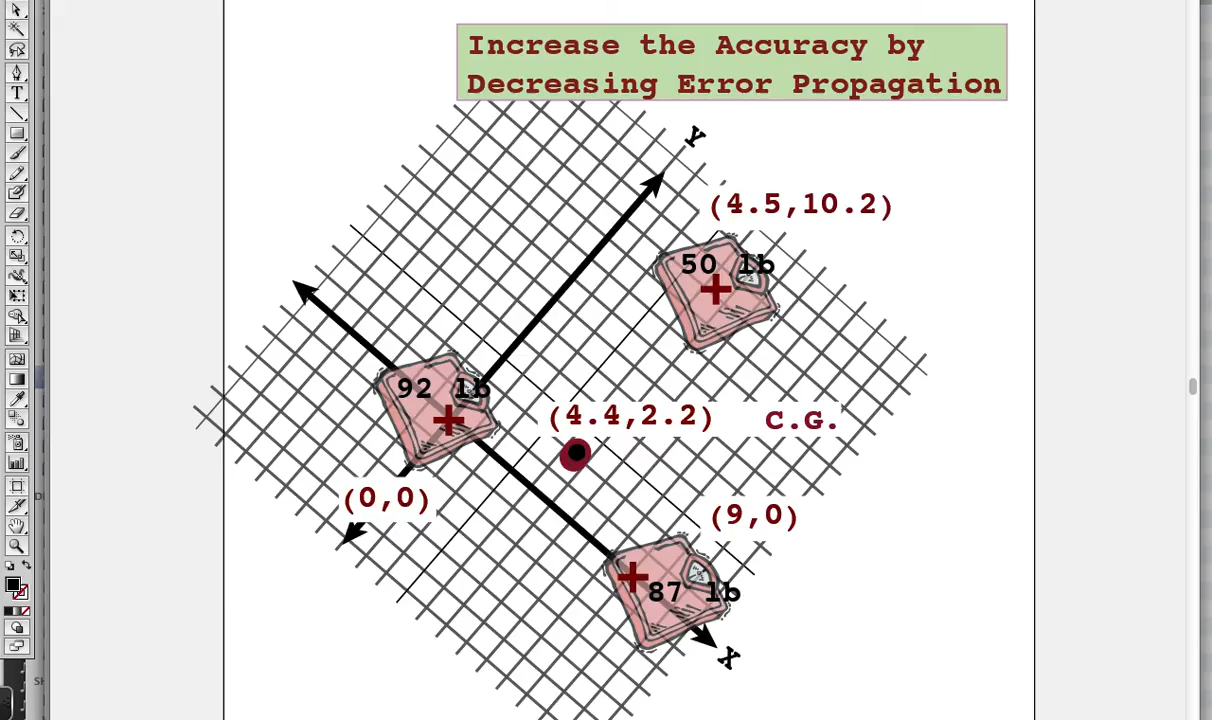 Increase the Accuracy by
Decreasing Error Propagation
Y
(4.5,10.2)
50 lb
92 lb
(4.4,2.2) C.G.
(0,0)
(9,0)
87 lb
X